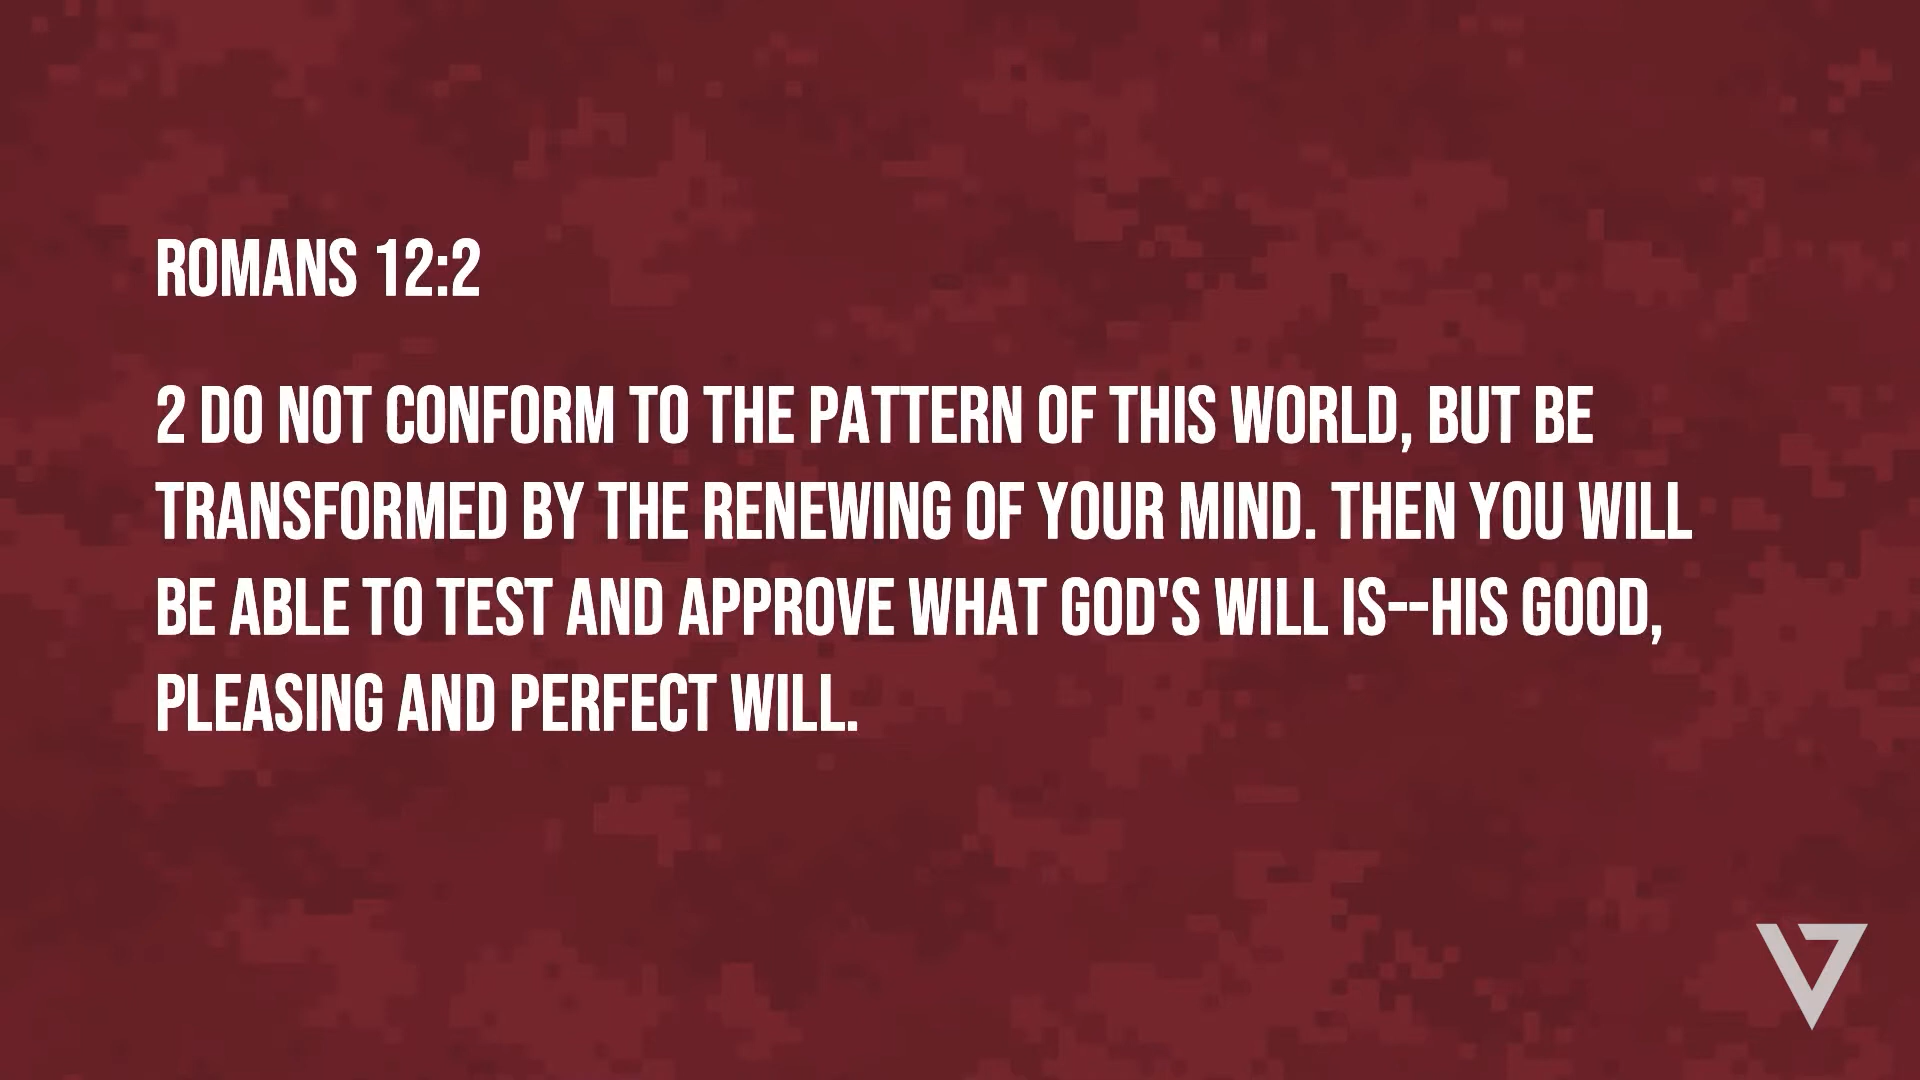 ROMANS 12:2
2 DO NOT CONFORM TO THE PATTERN OF THIS WORLD, BUT BE
TRANSFORMED BY THE RENEWING OF YOUR MIND. THEN YOU WILL
BE ABLE TO TEST AND APPROVE WHAT GOD'S WILL IS--HIS GOOD,
PLEASING AND PERFECT WILL.